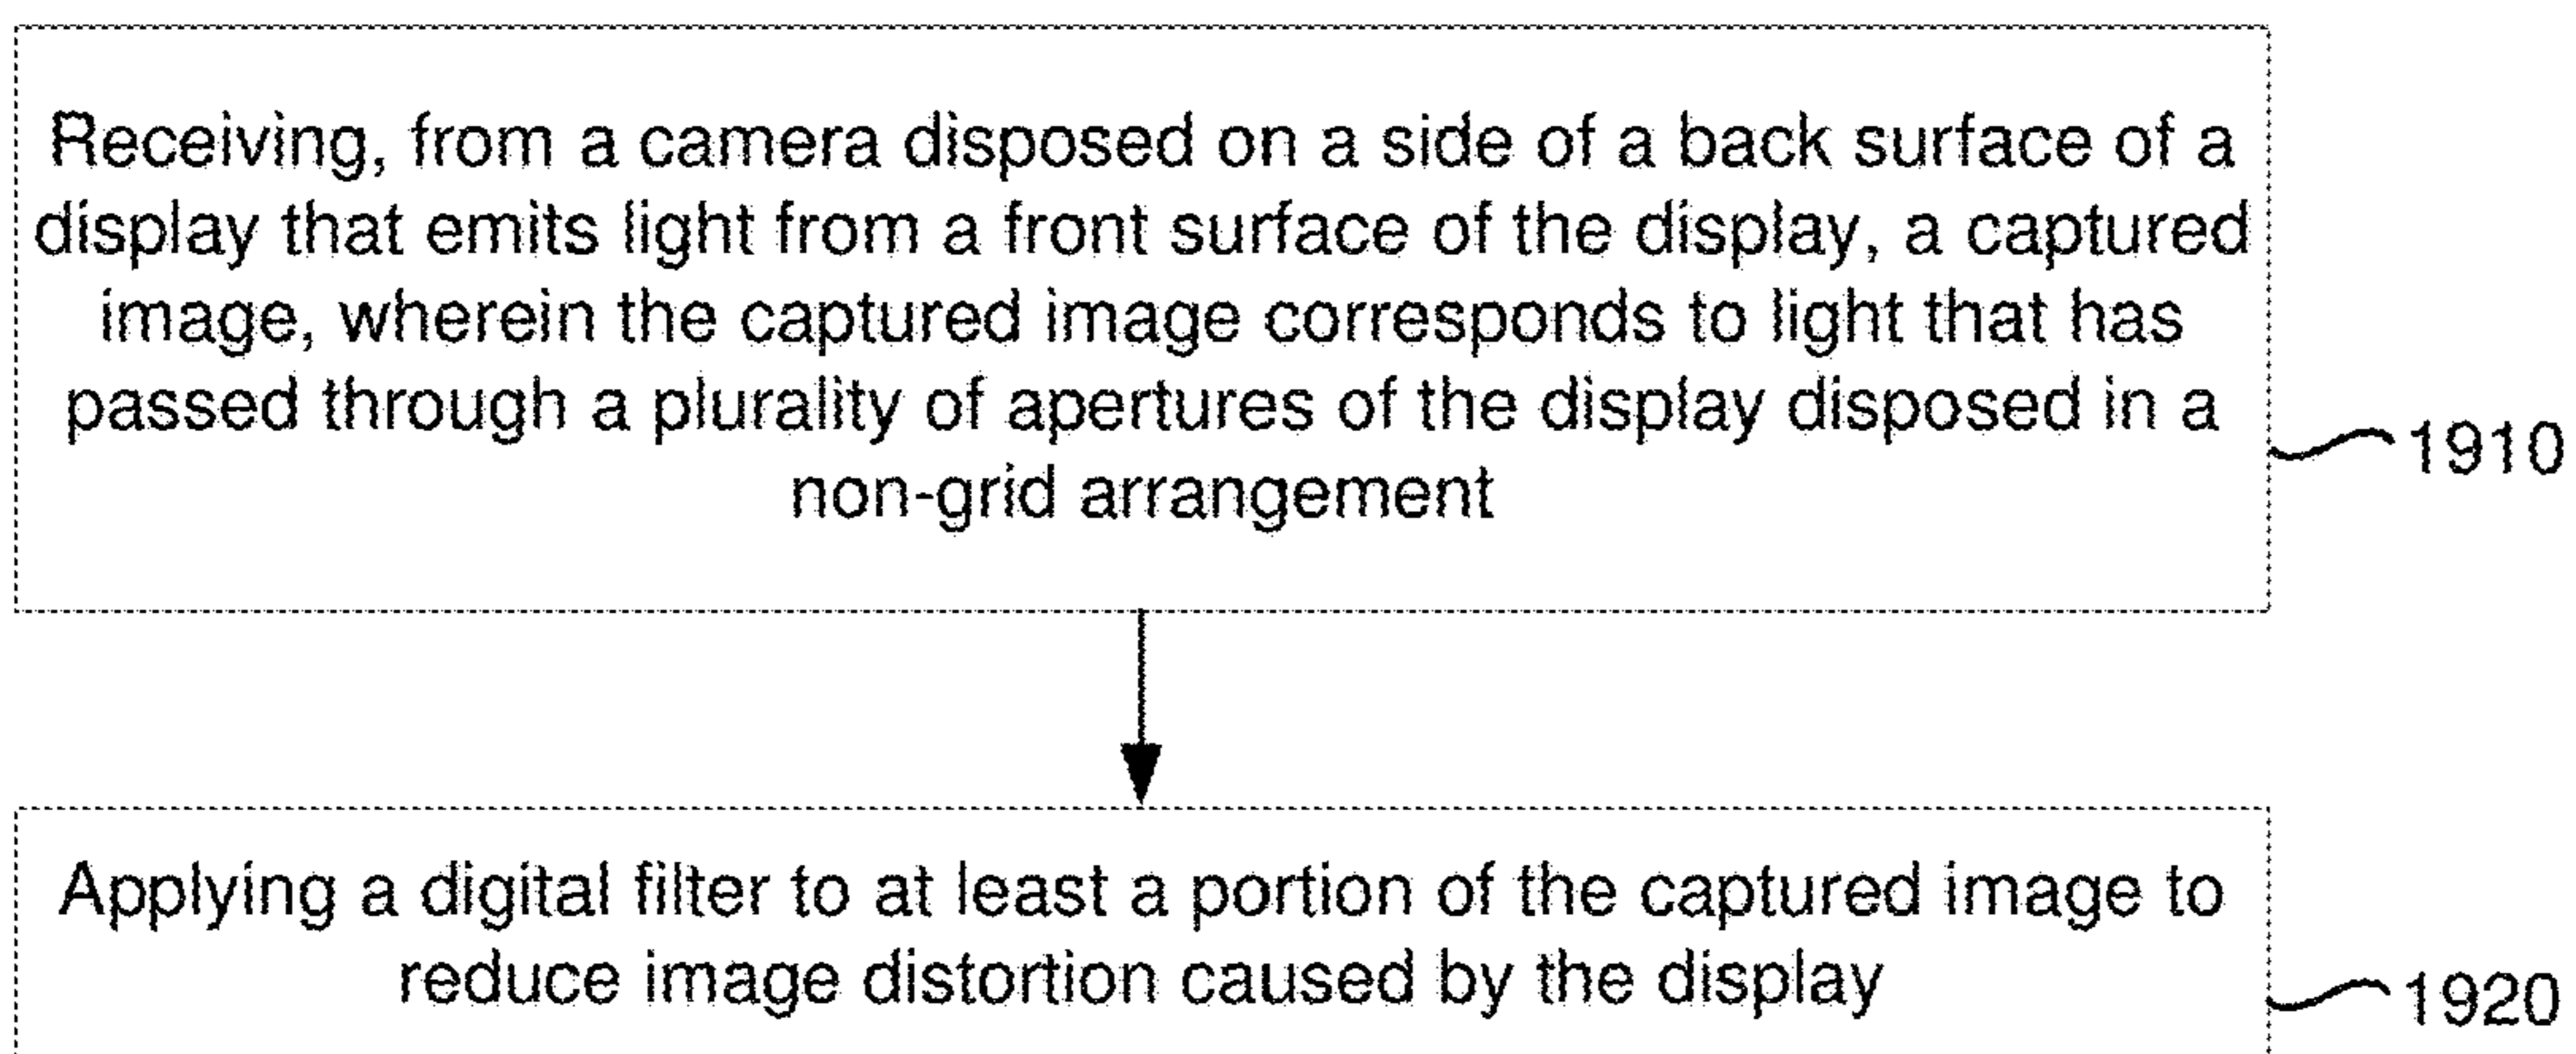 Receiving, from a camera disposed on a side of a back surface of a
display that emits light from a front surface of the display, a captured
image, wherein the captured image corresponds to light that has
passed through a plurality of apertures of the display disposed in a
non-grid arrangement
1910
Applying a digital filter to at least a portion of the captured image to
reduce image distortion caused by the display
1920